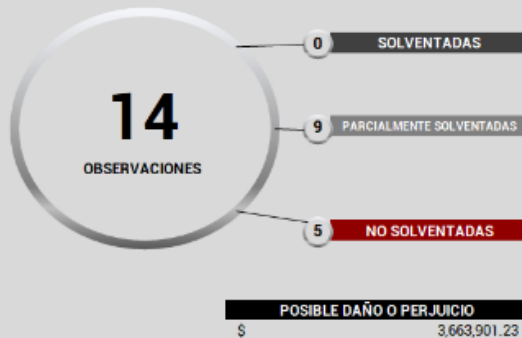 14
OBSERVACIONES
0 SOLVENTADAS
9 PARCIALMENTE SOLVENTADAS
5 NO SOLVENTADAS
POSIBLE DAÑO O PERJUICIO
$ 3,663,901.23